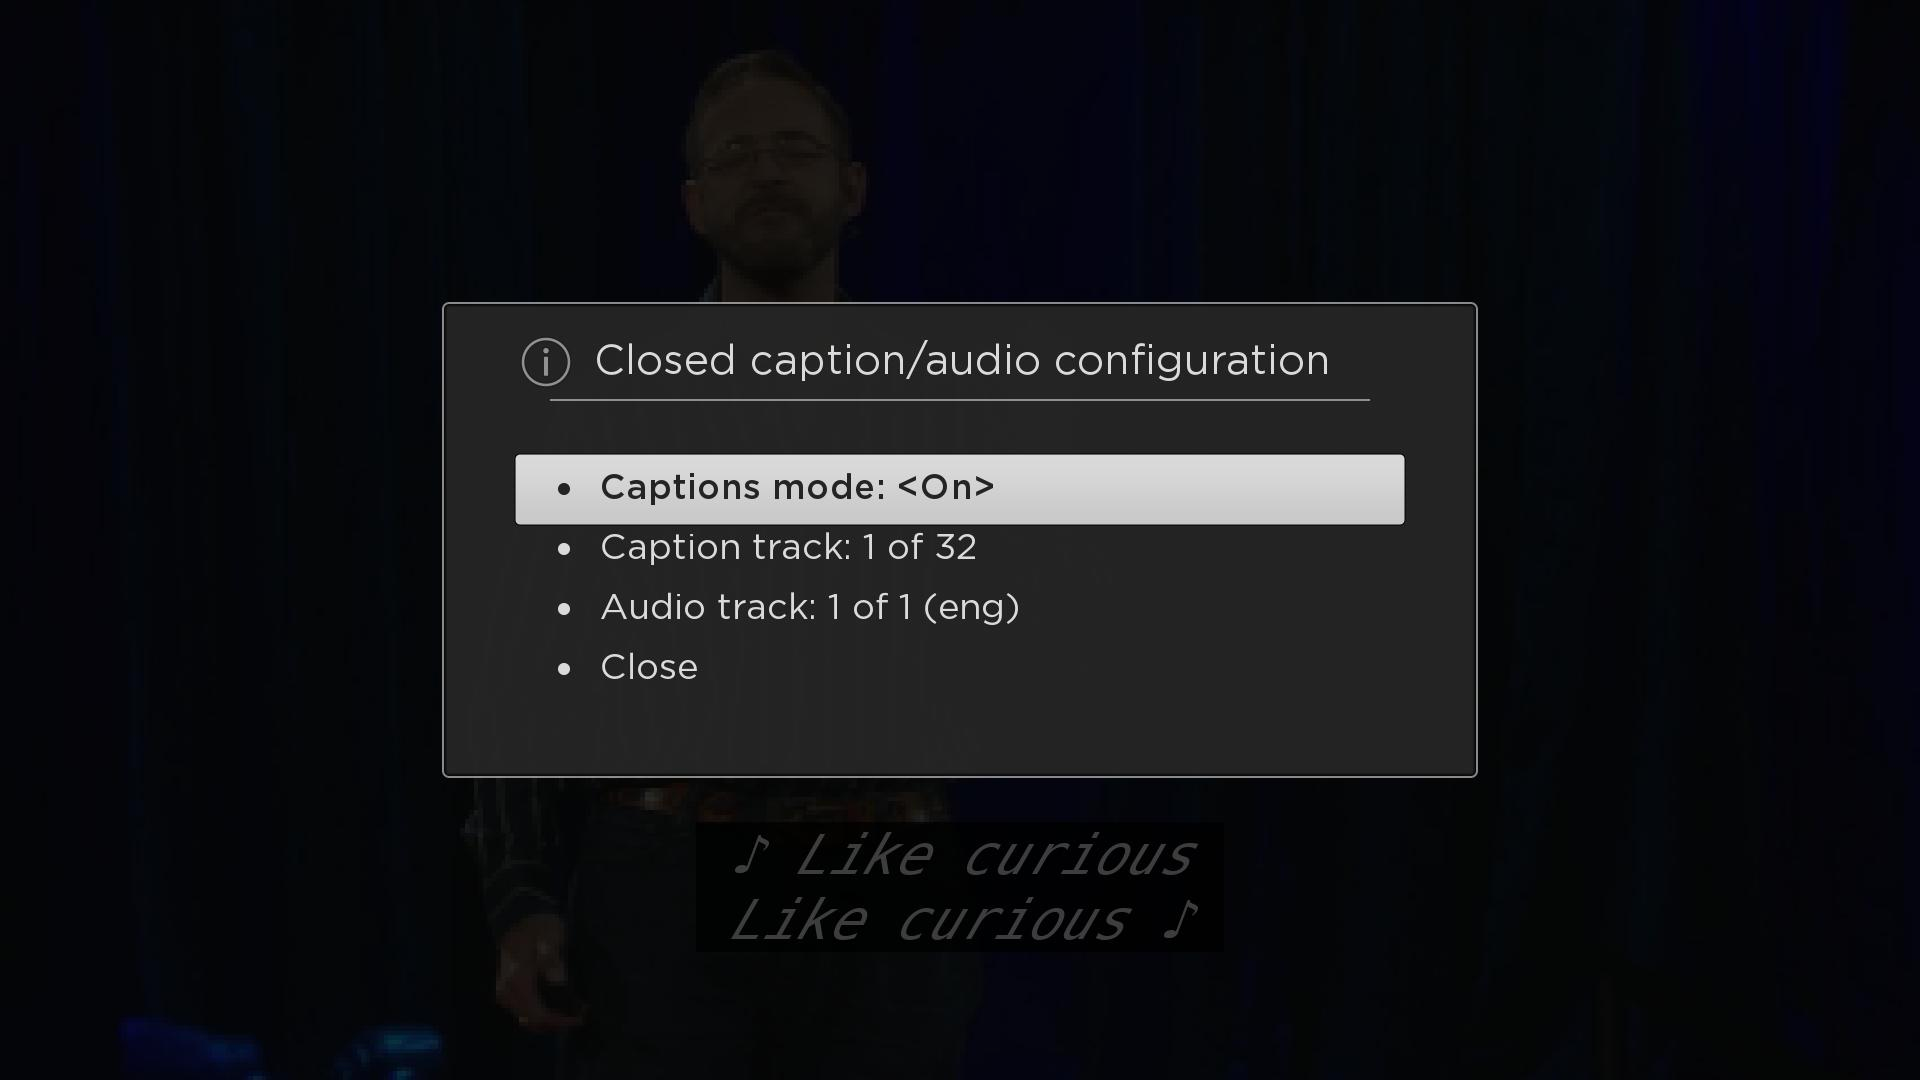 Closed caption/audio configuration
Captions mode: <On>
Caption track: 1 of 32
Audio track: 1 of 1 (eng)
Close
♪ Like curious
Like curious ♪